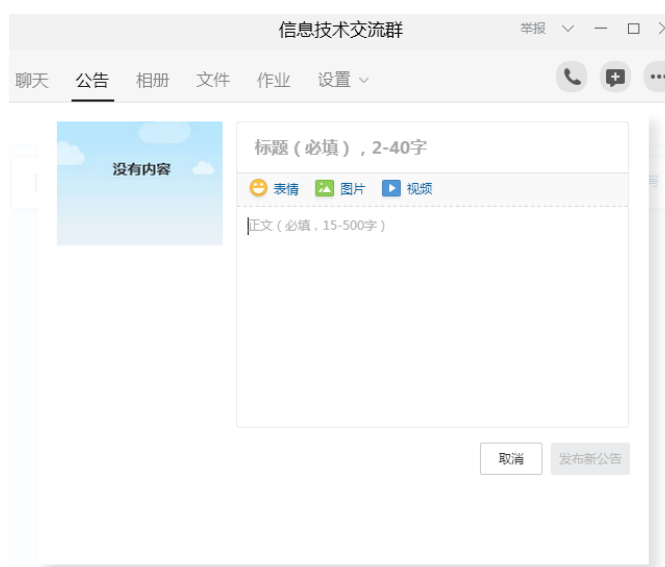 信息技术交流群
举报
聊天 公告 相册 文件 作业 设置
没有内容
标题（必填），2-40字
表情 图片 视频
正文（必填，15-500字）
取消 发布新公告